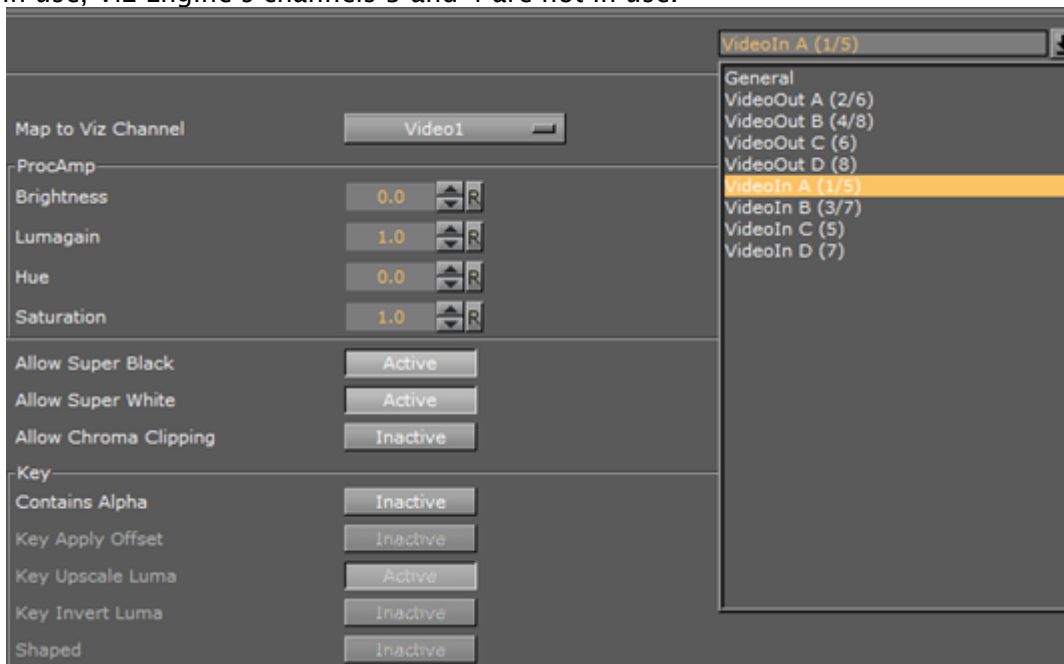 in use, Viz Engine's channels 3 and 4 are not in use.
VideoIn A (1/5)
General
VideoOut A (2/6)
VideoOut B (4/8)
VideoOut C (6)
VideoOut D (8)
VideoIn A (1/5)
VideoIn B (3/7)
VideoIn C (5)
VideoIn D (7)
Map to Viz Channel Video1
ProcAmp
Brightness 0.0 R
Lumagain 1.0 R
Hue 0.0 R
Saturation 1.0 R
Allow Super Black Active
Allow Super White Active
Allow Chroma Clipping Inactive
Key
Contains Alpha Inactive
Key Apply Offset Inactive
Key Upscale Luma Active
Key Invert Luma Inactive
Shaped Inactive